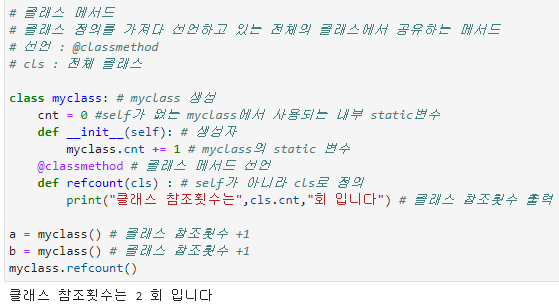 # 클래스 메서드
# 클래스 정의를 가져다 선언하고 있는 전체의 클래스에서 공유하는 메서드
# 선언 : @classmethod
# cls : 전체 클래스
class myclass: # myclass 생성
cnt = 0 #self가 없는 myclass에서 사용되는 내부 static변수
def __init__(self): # 생성자
myclass.cnt += 1 # myclass의 static 변수
@classmethod # 클래스 메서드 선언
def refcount(cls) : # self가 아니라 cls로 정의
print("클래스 참조횟수는",cls.cnt,"회 입니다") # 클래스 참조횟수 출력
a = myclass() # 클래스 참조횟수 +1
b = myclass() # 클래스 참조횟수 +1
myclass.refcount()
클래스 참조횟수는 2 회 입니다